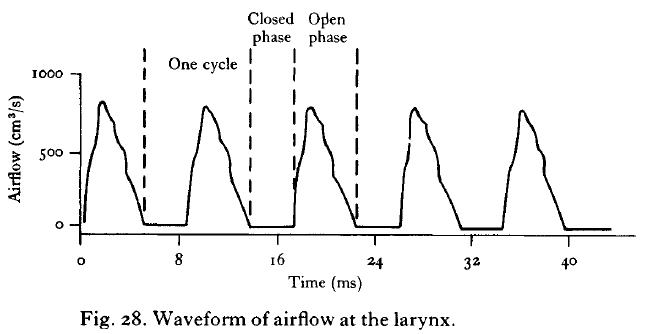 Closed Open
phase phase
One cycle
1000
500
0
Airflow (cm³/s)
0 8 16 24 32 40
Time (ms)
Fig. 28. Waveform of airflow at the larynx.